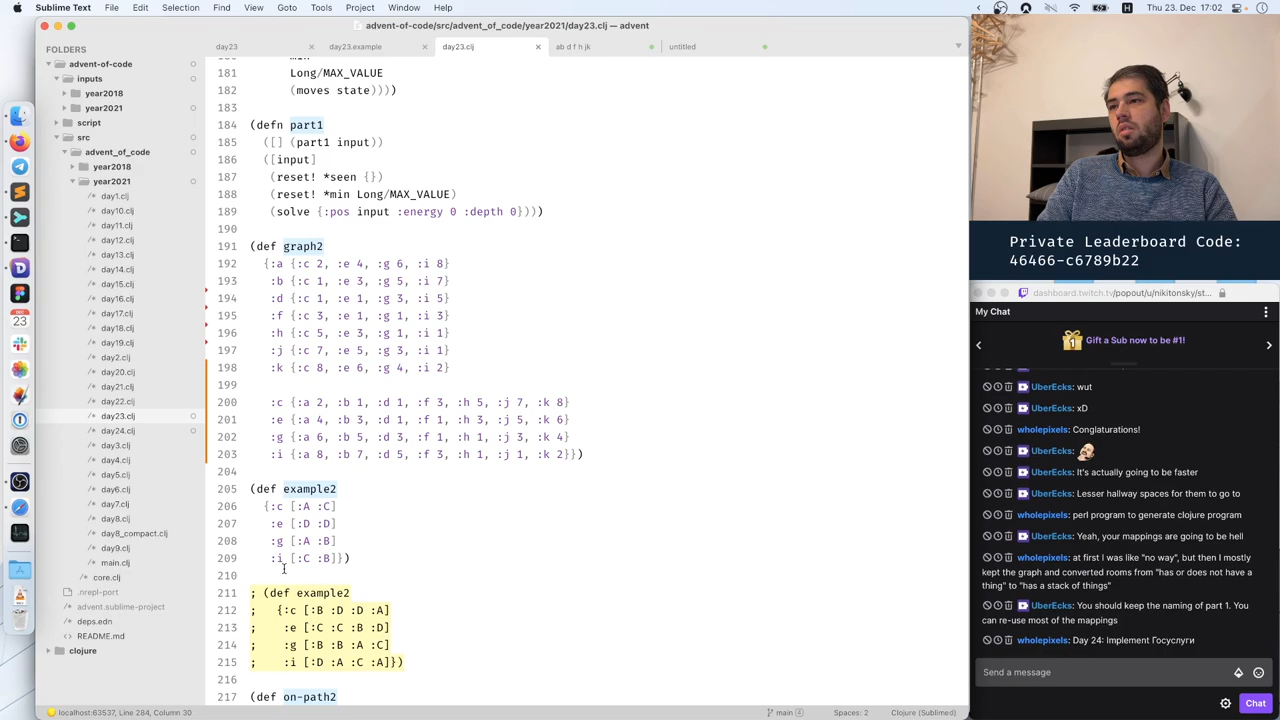 Sublime Text File Edit Selection Find View Goto Tools Project Window Help
Thu 23. Dec 17:02
advent-of-code/src/advent_of_code/year2021/day23.clj — advent
day23
day23.example
day23.clj
ab d f h jk
untitled
FOLDERS
advent-of-code
inputs
year2018
year2021
script
src
advent_of_code
year2018
year2021
day1.clj
day10.clj
day11.clj
day12.clj
day13.clj
day14.clj
day15.clj
day16.clj
day17.clj
day18.clj
day19.clj
day2.clj
day20.clj
day21.clj
day22.clj
day23.clj
day24.clj
day3.clj
day4.clj
day5.clj
day6.clj
day7.clj
day8.clj
day8_compact.clj
day9.clj
main.clj
core.clj
.nrepl-port
advent.sublime-project
deps.edn
README.md
clojure
181 Long/MAX_VALUE
182 (moves state))))
183
184 (defn part1
185 ([] (part1 input))
186 ([input]
187 (reset! *seen {})
188 (reset! *min Long/MAX_VALUE)
189 (solve {:pos input :energy 0 :depth 0})))
190
191 (def graph2
192 {:a {:c 2, :e 4, :g 6, :i 8}
193 :b {:c 1, :e 3, :g 5, :i 7}
194 :d {:c 1, :e 1, :g 3, :i 5}
195 :f {:c 3, :e 1, :g 1, :i 3}
196 :h {:c 5, :e 3, :g 1, :i 1}
197 :j {:c 7, :e 5, :g 3, :i 1}
198 :k {:c 8, :e 6, :g 4, :i 2}
199
200 :c {:a 2, :b 1, :d 1, :f 3, :h 5, :j 7, :k 8}
201 :e {:a 4, :b 3, :d 1, :f 1, :h 3, :j 5, :k 6}
202 :g {:a 6, :b 5, :d 3, :f 1, :h 1, :j 3, :k 4}
203 :i {:a 8, :b 7, :d 5, :f 3, :h 1, :j 1, :k 2}})
204
205 (def example2
206 {:c [:A :C]
207 :e [:D :D]
208 :g [:A :B]
209 :i [:C :B]})
210
211 ; (def example2
212 ; {:c [:B :D :D :A]
213 ; :e [:C :C :B :D]
214 ; :g [:B :B :A :C]
215 ; :i [:D :A :C :A]})
216
217 (def on-path2
localhost:63537, Line 284, Column 30
main 4
Spaces: 2
Clojure (Sublimed)
Private Leaderboard Code:
46466-c6789b22
dashboard.twitch.tv/popout/u/nikitonsky/st...
My Chat
Gift a Sub now to be #1!
UberEcks: wut
UberEcks: xD
wholepixels: Conglaturations!
UberEcks:
UberEcks: It's actually going to be faster
UberEcks: Lesser hallway spaces for them to go to
wholepixels: perl program to generate clojure program
UberEcks: Yeah, your mappings are going to be hell
wholepixels: at first I was like "no way", but then I mostly
kept the graph and converted rooms from "has or does not have a
thing" to "has a stack of things"
UberEcks: You should keep the naming of part 1. You
can re-use most of the mappings
wholepixels: Day 24: Implement Госуслуги
Send a message
Chat